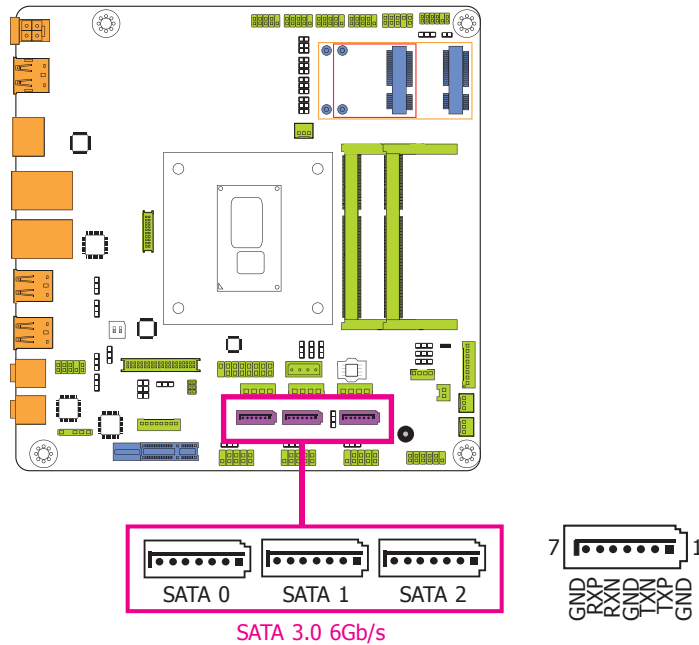 SATA 0 SATA 1 SATA 2
SATA 3.0 6Gb/s
7 1
GND
RXP
RXN
GND
TXN
TXP
GND